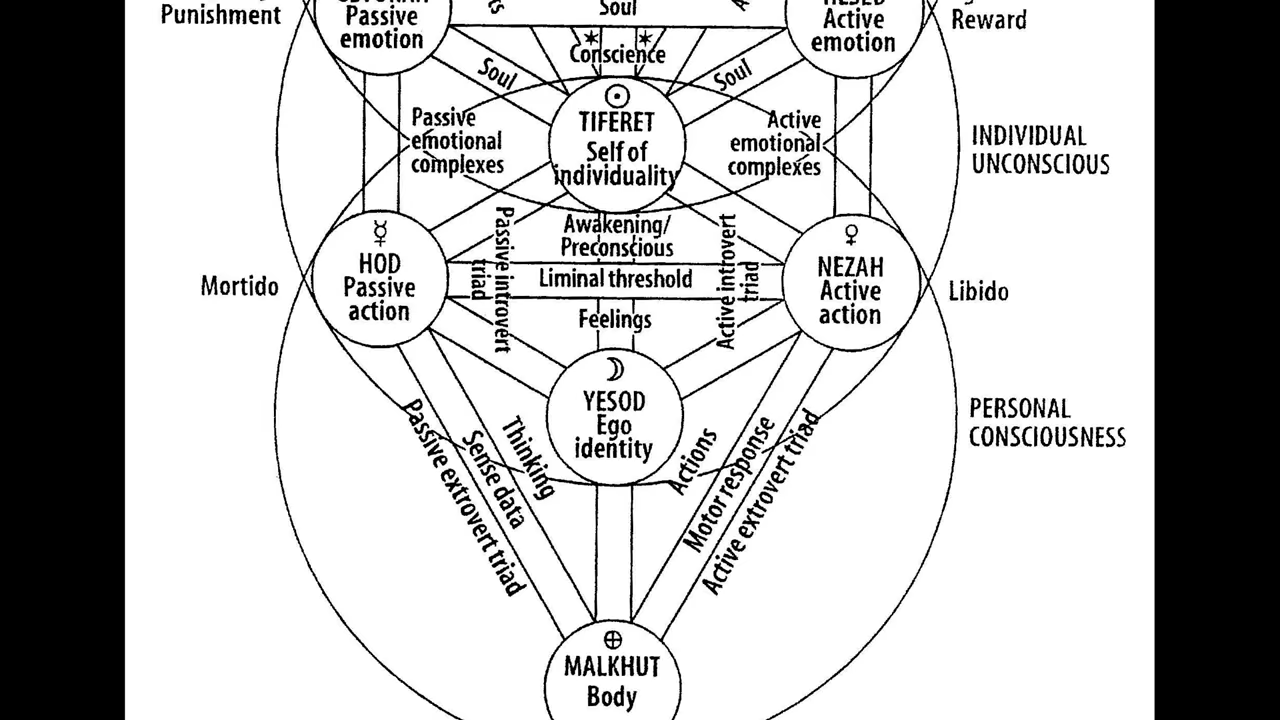 Punishment
Passive
emotion
Soul
HESED
Active
emotion
Reward
Conscience
Soul
Soul
Passive
emotional
complexes
TIFERET
Self of
individuality
Active
emotional
complexes
INDIVIDUAL
UNCONSCIOUS
Awakening/
Preconscious
Passive introvert
triad
Active introvert
triad
Mortido
HOD
Passive
action
Liminal threshold
NEZAH
Active
action
Libido
Feelings
YESOD
Ego
identity
PERSONAL
CONSCIOUSNESS
Thinking
Sense data
Passive extrovert triad
Actions
Motor response
Active extrovert triad
MALKHUT
Body